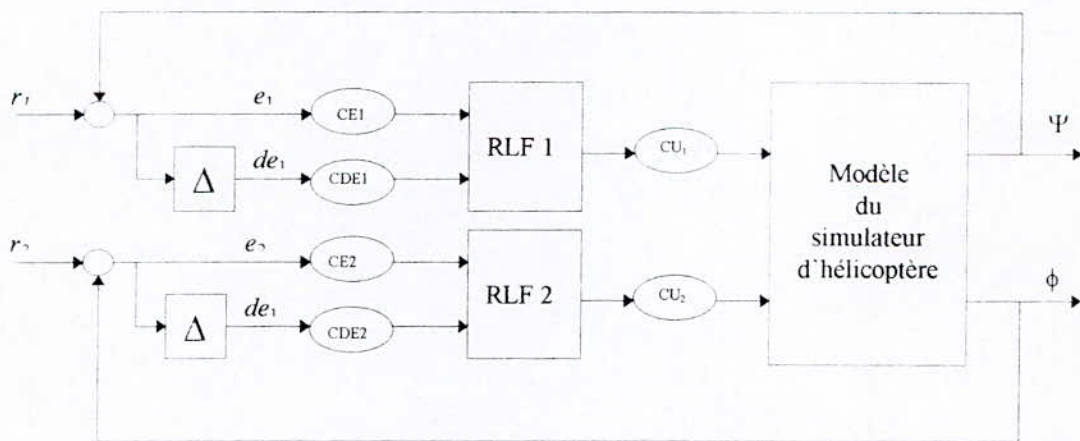 r₁
e₁
CE1
RLF 1
CU₁
Ψ
Δ
de₁
CDE1
Modèle
du
simulateur
d'hélicoptère
r₂
e₂
CE2
RLF 2
CU₂
ϕ
Δ
de₁
CDE2